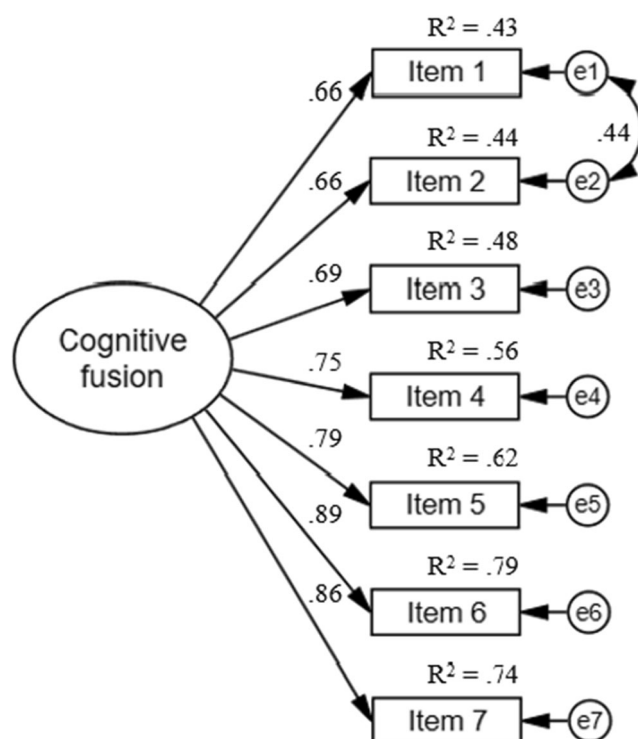 R² = .43
Item 1
e1
.66
.44
R² = .44
Item 2
e2
.66
R² = .48
Item 3
e3
.69
Cognitive
fusion
R² = .56
Item 4
e4
.75
R² = .62
Item 5
e5
.79
R² = .79
Item 6
e6
.89
R² = .74
Item 7
e7
.86